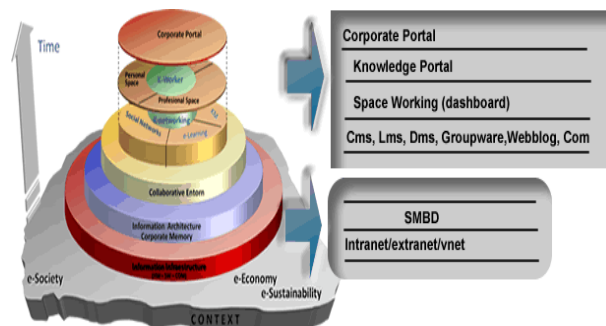 Time
Corporate Portal
Personal
Space
E-Worker
Profesional Space
E-networking
Social Networks
e-Learning
Collaborative Entorn
Information Architecture
Corporate Memory
Information Infrastructure
e-Society
e-Economy
e-Sustainability
CONTEXT
Corporate Portal
Knowledge Portal
Space Working (dashboard)
Cms, Lms, Dms, Groupware,Webblog, Com
SMBD
Intranet/extranet/vnet